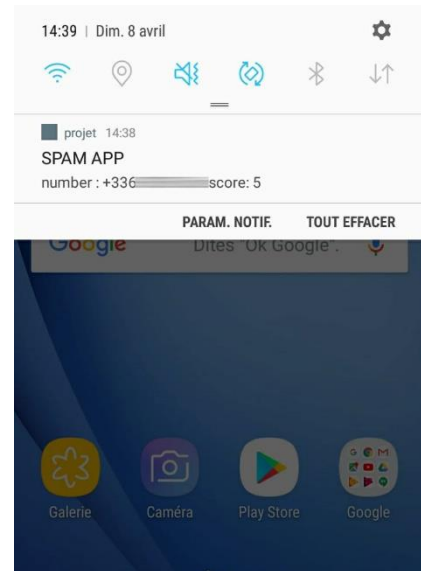 14:39 | Dim. 8 avril
projet 14:38
SPAM APP
number : +336 score: 5
PARAM. NOTIF. TOUT EFFACER
Google Dites "Ok Google".
Galerie Caméra Play Store Google